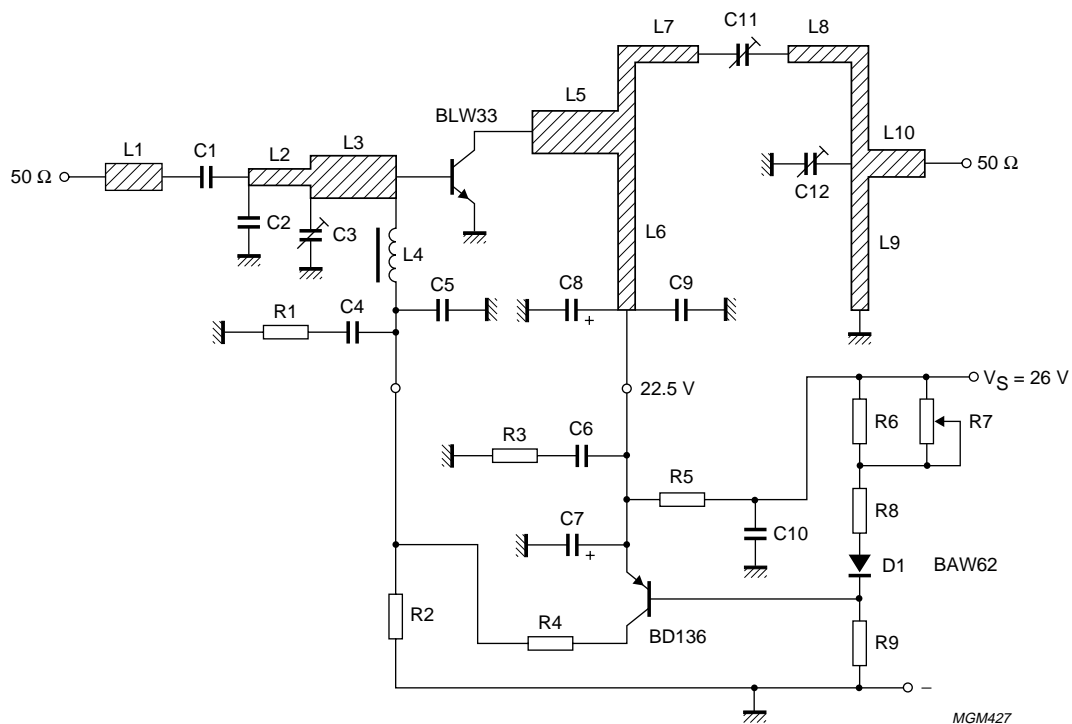 C11
L7
L8
L5
BLW33
L1
C1
L2
L3
L10
50 Ω
50 Ω
C12
C2
C3
L6
L9
L4
C5
C8
C9
R1
C4
+
22.5 V
VS = 26 V
R6
R7
R3
C6
R5
R8
C7
C10
+
D1
BAW62
R2
R4
BD136
R9
–
MGM427